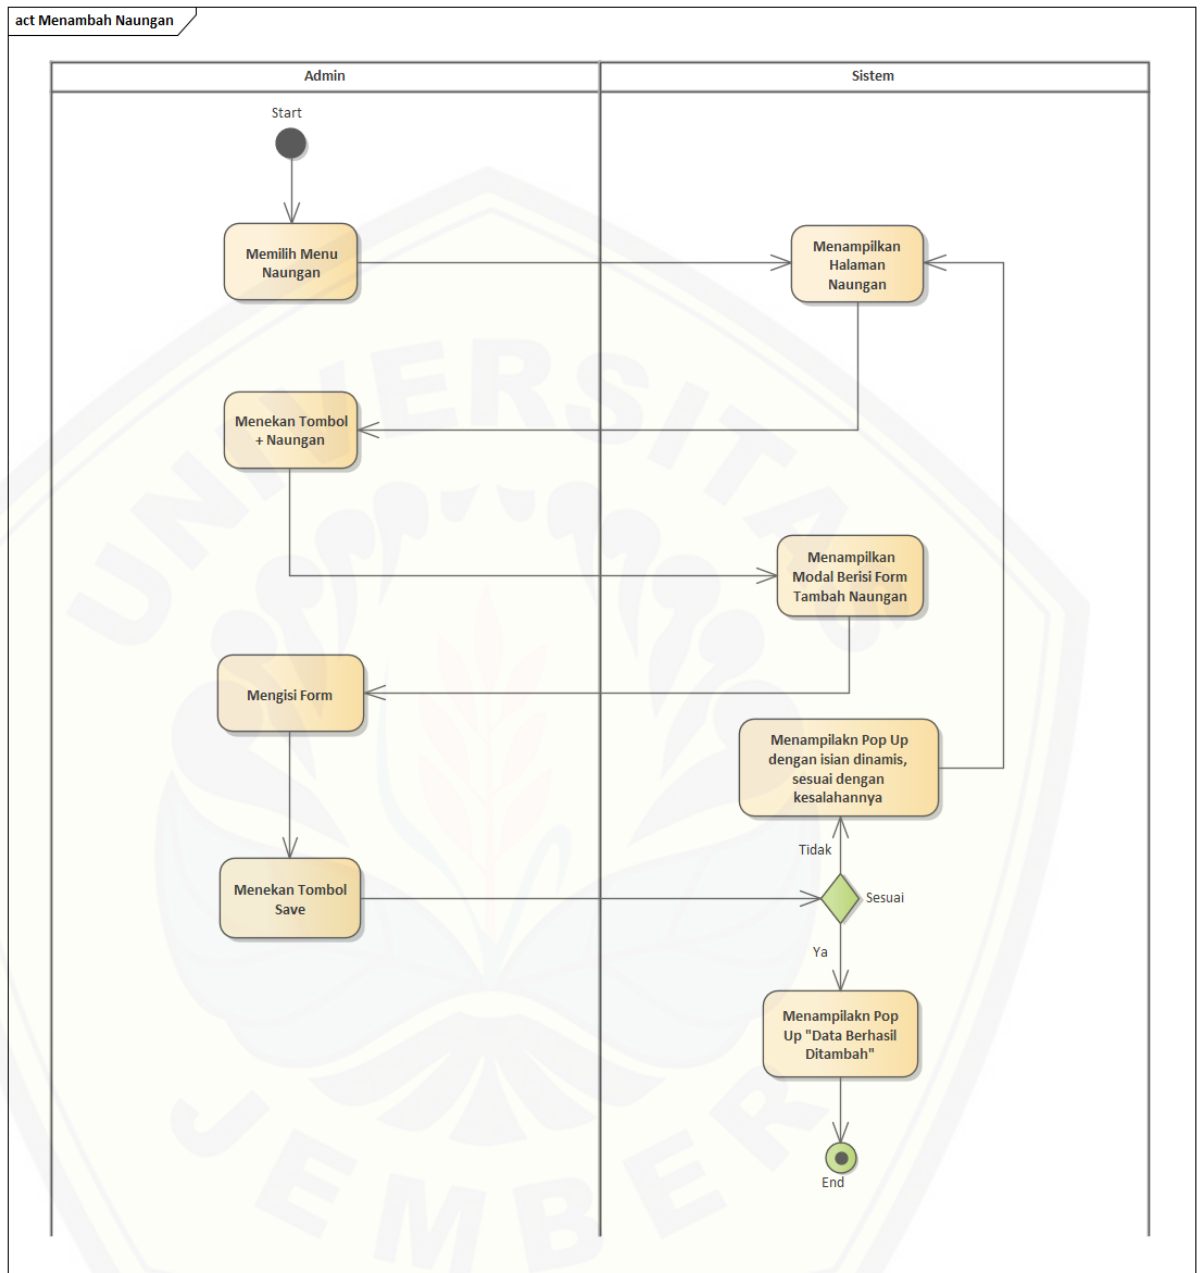 act Menambah Naungan
Admin
Sistem
Start
Memilih Menu
Naungan
Menampilkan
Halaman
Naungan
Menekan Tombol
+ Naungan
Menampilkan
Modal Berisi Form
Tambah Naungan
Mengisi Form
Menampilakn Pop Up
dengan isian dinamis,
sesuai dengan
kesalahannya
Tidak
Menekan Tombol
Save
Sesuai
Ya
Menampilakn Pop
Up "Data Berhasil
Ditambah"
End
UNIVERSITAS
JEMBER